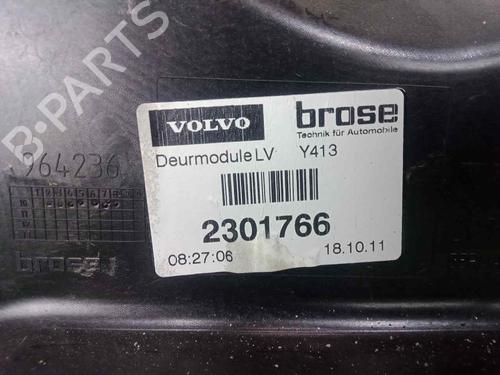 B-PARTS
VOLVO
brose
Technik für Automobile
Deurmodule LV Y413
2301766
08:27:06 18.10.11
964236
brose